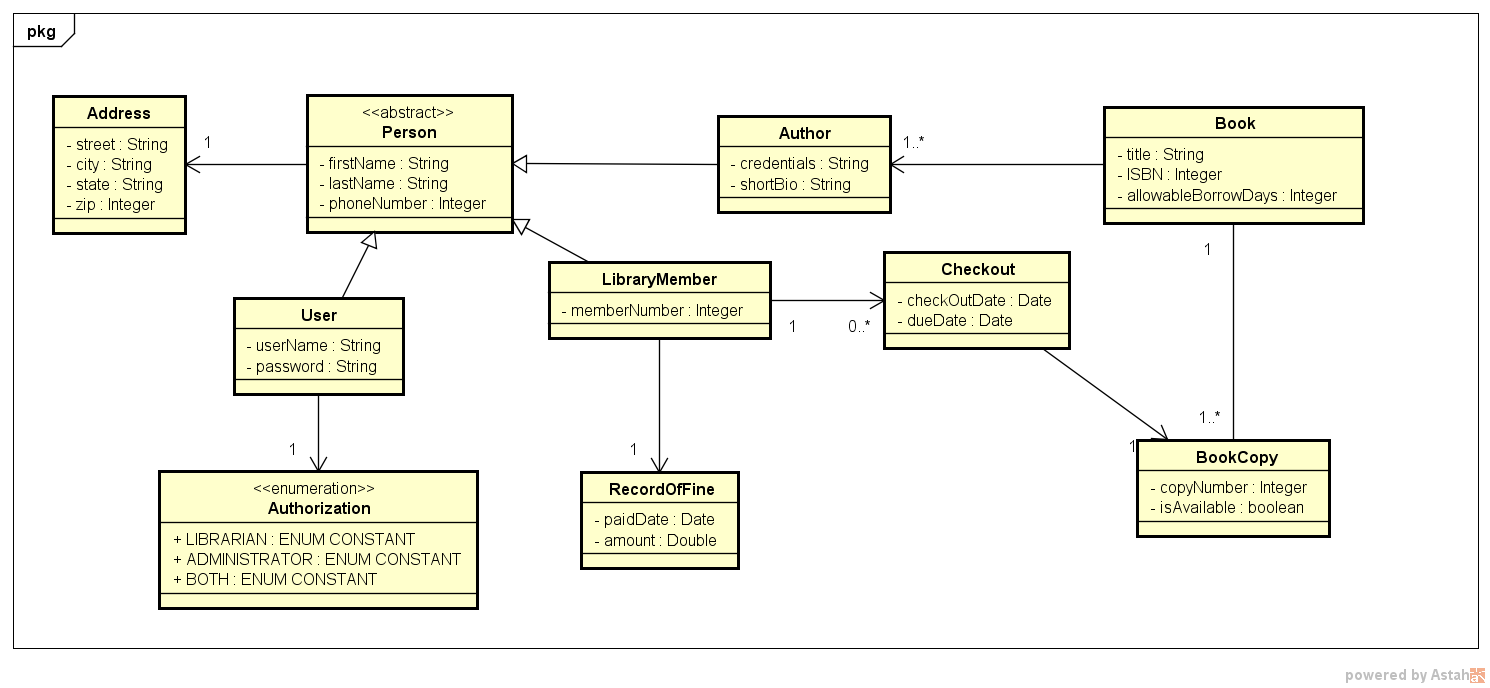 pkg
Address
- street : String
- city : String
- state : String
- zip : Integer
1
<<abstract>>
Person
- firstName : String
- lastName : String
- phoneNumber : Integer
Author
- credentials : String
- shortBio : String
1..*
Book
- title : String
- ISBN : Integer
- allowableBorrowDays : Integer
1
User
- userName : String
- password : String
LibraryMember
- memberNumber : Integer
1
0..*
Checkout
- checkOutDate : Date
- dueDate : Date
1..*
1
1
1
<<enumeration>>
Authorization
+ LIBRARIAN : ENUM CONSTANT
+ ADMINISTRATOR : ENUM CONSTANT
+ BOTH : ENUM CONSTANT
RecordOfFine
- paidDate : Date
- amount : Double
BookCopy
- copyNumber : Integer
- isAvailable : boolean
powered by Astah